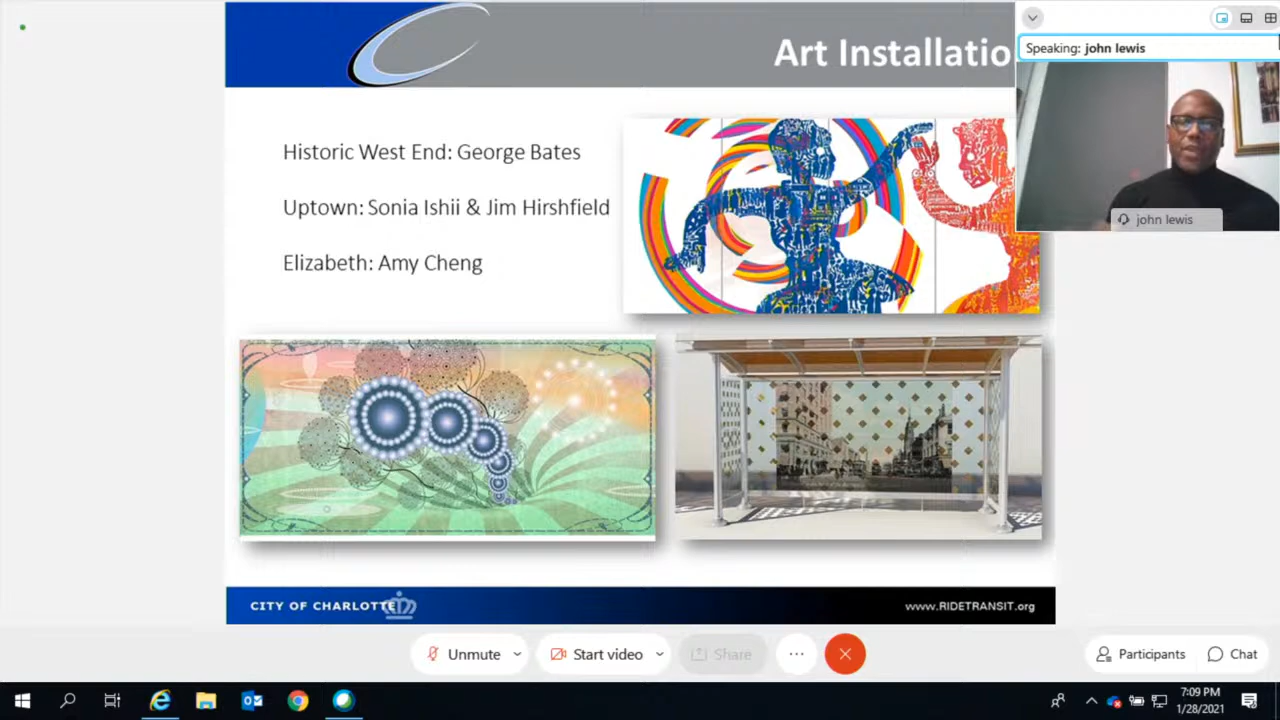 Art Installatio
Speaking: john lewis
john lewis
Historic West End: George Bates
Uptown: Sonia Ishii & Jim Hirshfield
Elizabeth: Amy Cheng
CITY OF CHARLOTTE
www.RIDETRANSIT.org
Unmute
Start video
Share
Participants
Chat
7:09 PM
1/28/2021